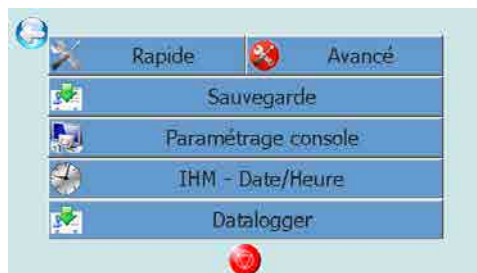 Rapide Avancé
Sauvegarde
Paramétrage console
IHM - Date/Heure
Datalogger